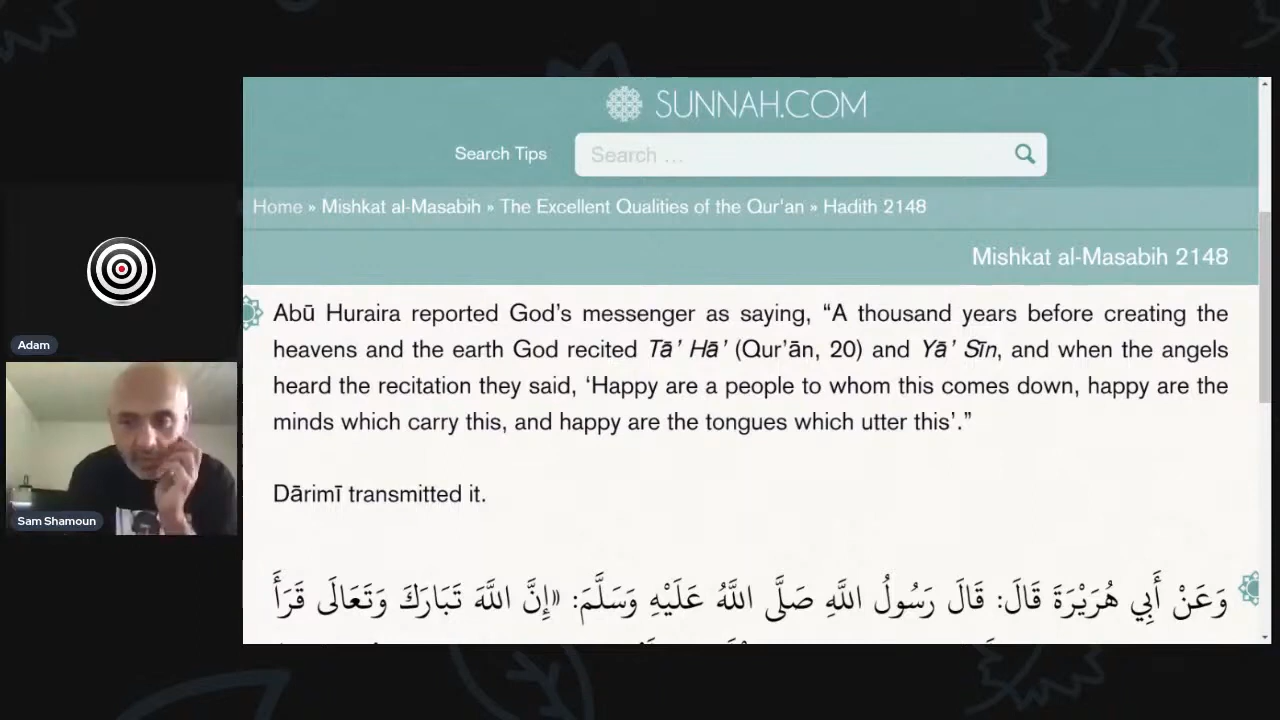 SUNNAH.COM
Search Tips
Search ...
Home » Mishkat al-Masabih » The Excellent Qualities of the Qur'an » Hadith 2148
Mishkat al-Masabih 2148
Abū Huraira reported God's messenger as saying, “A thousand years before creating the
heavens and the earth God recited Tā’ Hā’ (Qur’ān, 20) and Yā’ Sīn, and when the angels
heard the recitation they said, ‘Happy are a people to whom this comes down, happy are the
minds which carry this, and happy are the tongues which utter this’.”
Dārimī transmitted it.
وَعَنْ أَبِي هُرَيْرَةَ قَالَ: قَالَ رَسُولُ اللَّهِ صَلَّى اللَّهُ عَلَيْهِ وَسَلَّمَ: «إِنَّ اللَّهَ تَبَارَكَ وَتَعَالَى قَرَأَ
Adam
Sam Shamoun